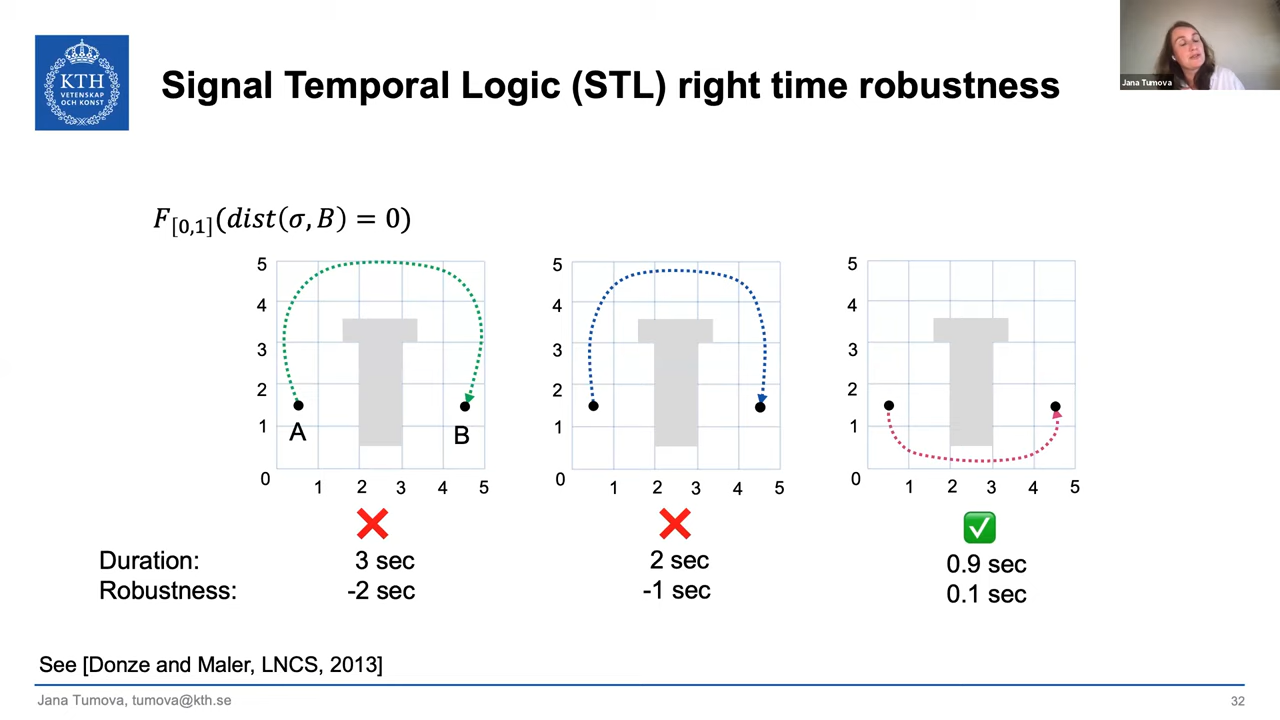 Jana Tumova
KTH
VETENSKAP
OCH KONST
Signal Temporal Logic (STL) right time robustness
F[0,1](dist(σ, B) = 0)
5
4
3
2
1
0
1
2
3
4
5
A
B
5
4
3
2
1
0
1
2
3
4
5
5
4
3
2
1
0
1
2
3
4
5
Duration: 3 sec 2 sec 0.9 sec
Robustness: -2 sec -1 sec 0.1 sec
See [Donze and Maler, LNCS, 2013]
Jana Tumova, tumova@kth.se 32